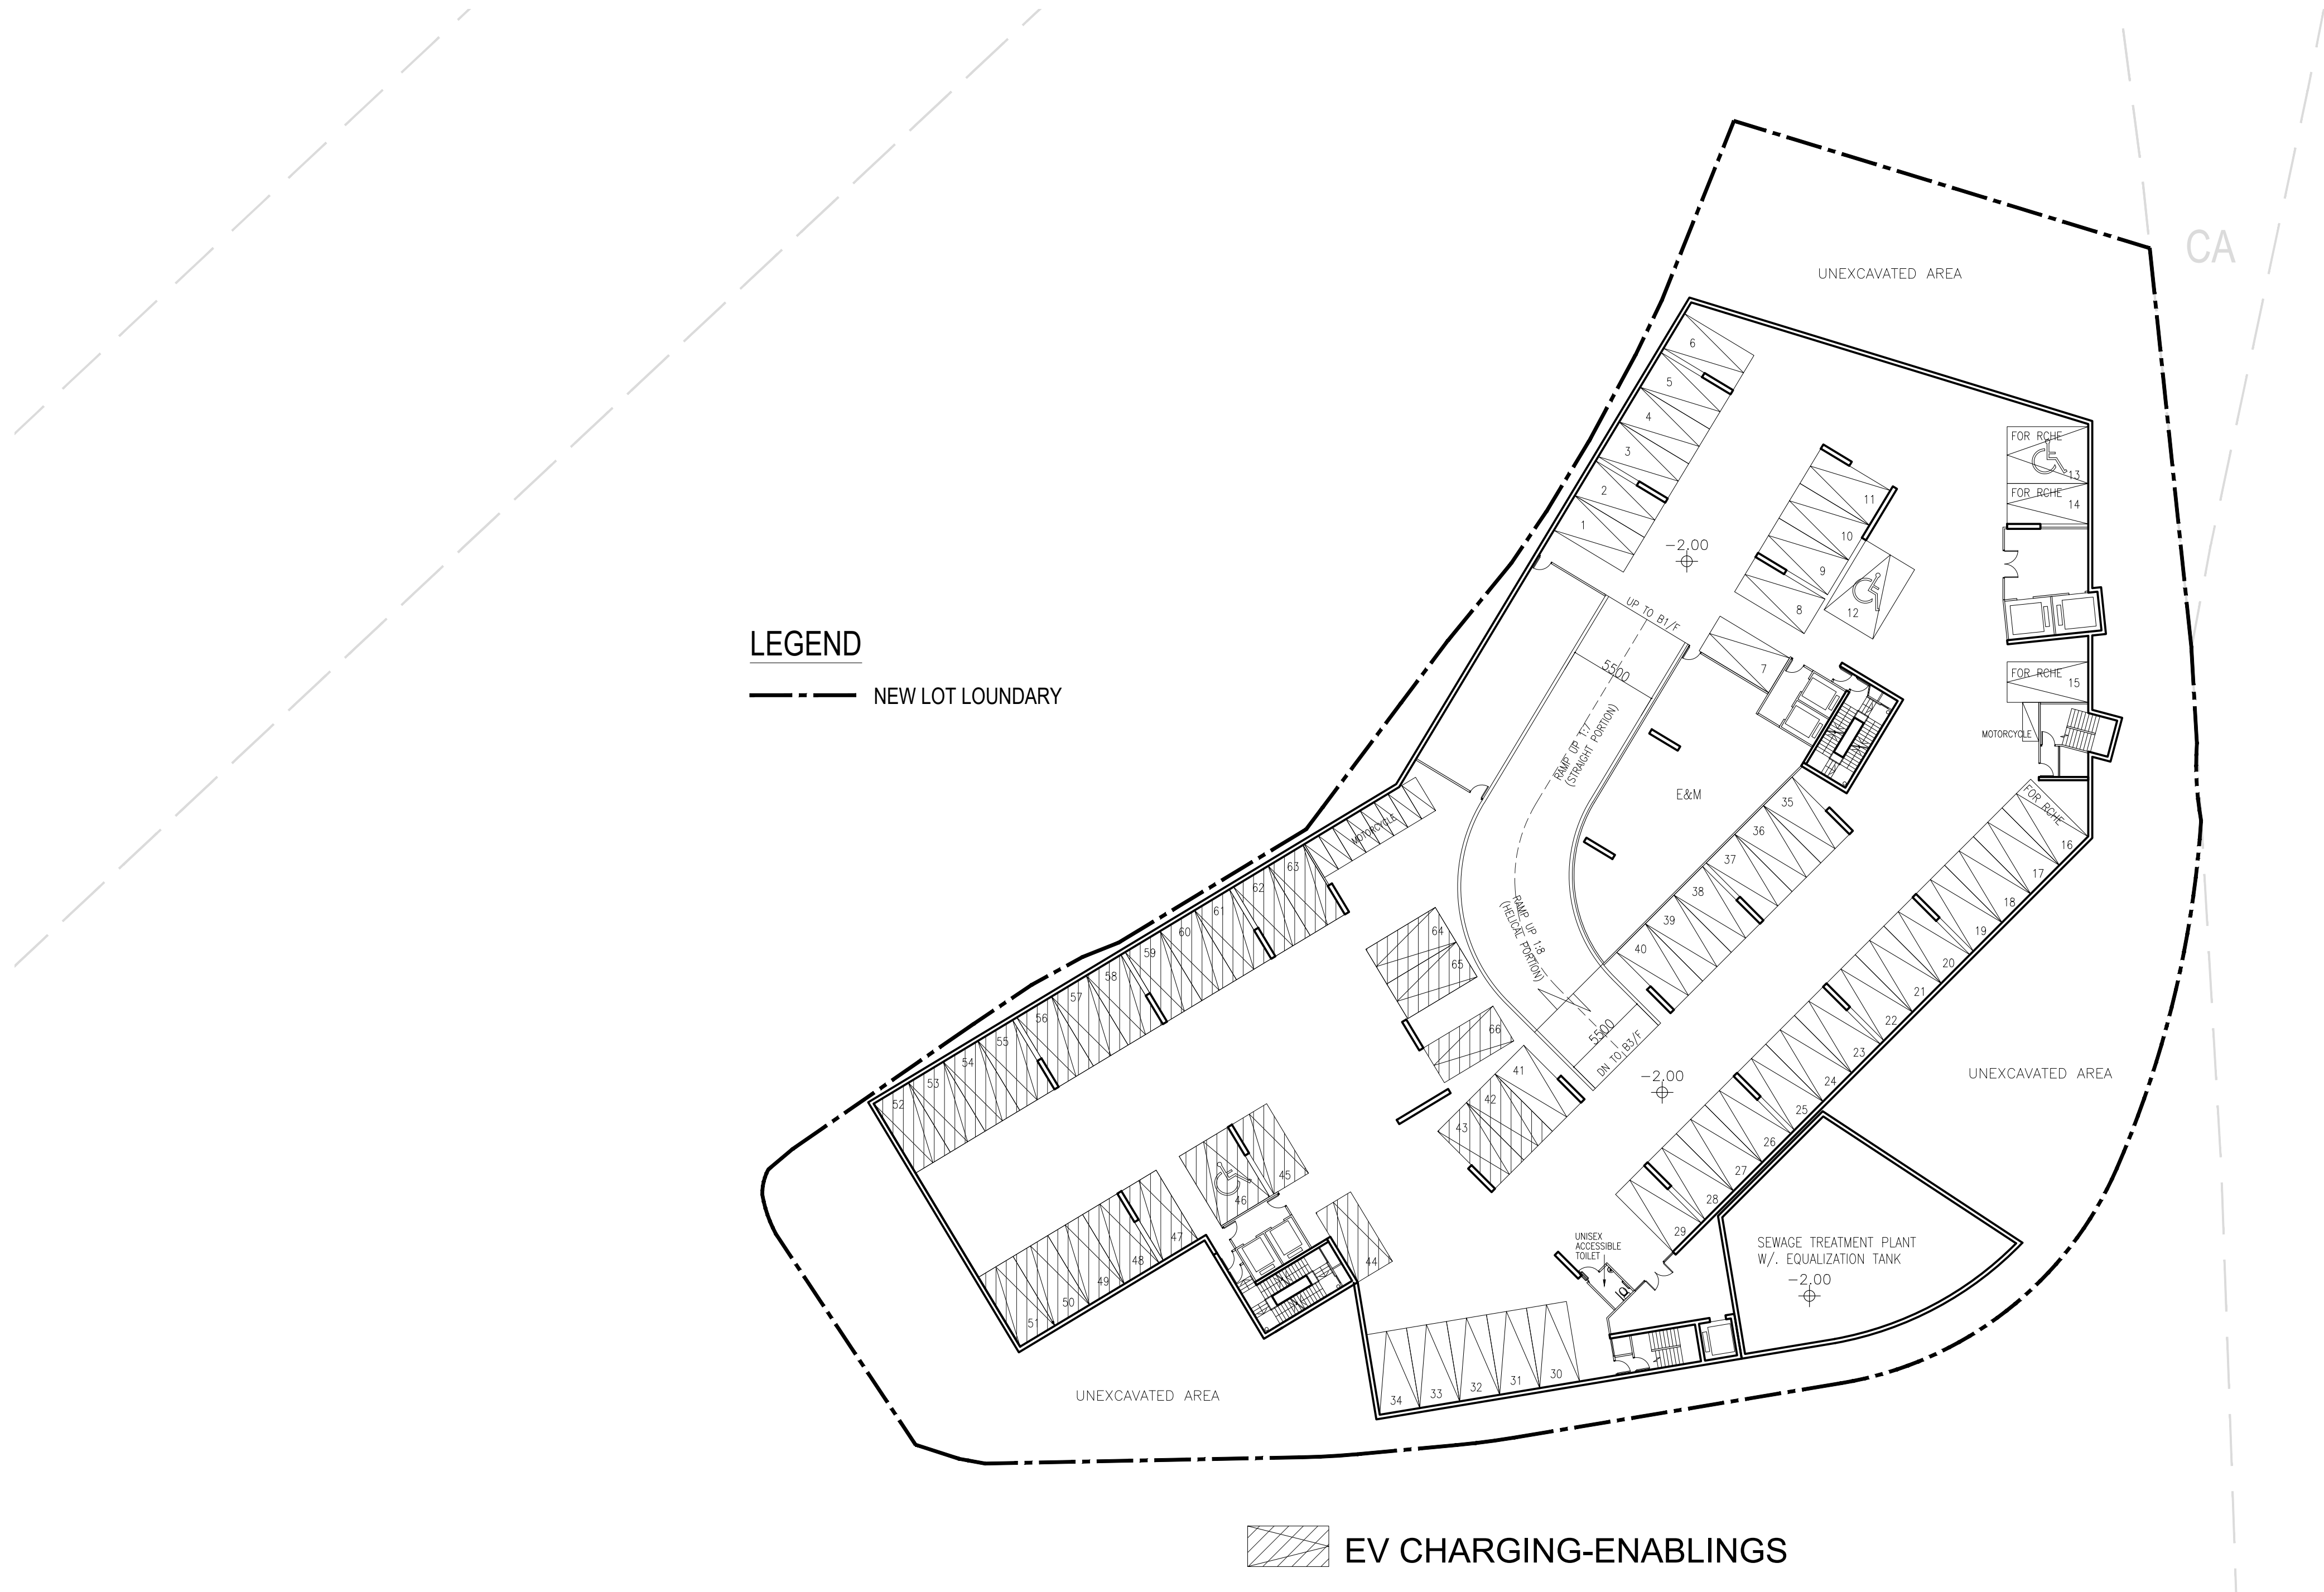 CA
UNEXCAVATED AREA
6
5
4
3
2
1
FOR RCHE
13
FOR RCHE
14
11
10
9
8
12
-2.00
UP TO B1/F
5500
7
FOR RCHE
15
MOTORCYCLE
LEGEND
NEW LOT LOUNDARY
RAMP UP 1:7
(STRAIGHT PORTION)
E&M
MOTORCYCLE
FOR RCHE
16
17
18
19
20
21
22
23
24
25
26
27
28
29
35
36
37
38
39
40
RAMP UP 1:8
(HELICAL PORTION)
5500
DN TO B3/F
-2.00
63
62
61
60
59
58
57
56
55
54
53
52
64
65
66
41
42
43
UNEXCAVATED AREA
45
46
47
48
49
50
51
44
UNISEX
ACCESSIBLE
TOILET
SEWAGE TREATMENT PLANT
W/. EQUALIZATION TANK
-2.00
34
33
32
31
30
UNEXCAVATED AREA
EV CHARGING-ENABLINGS